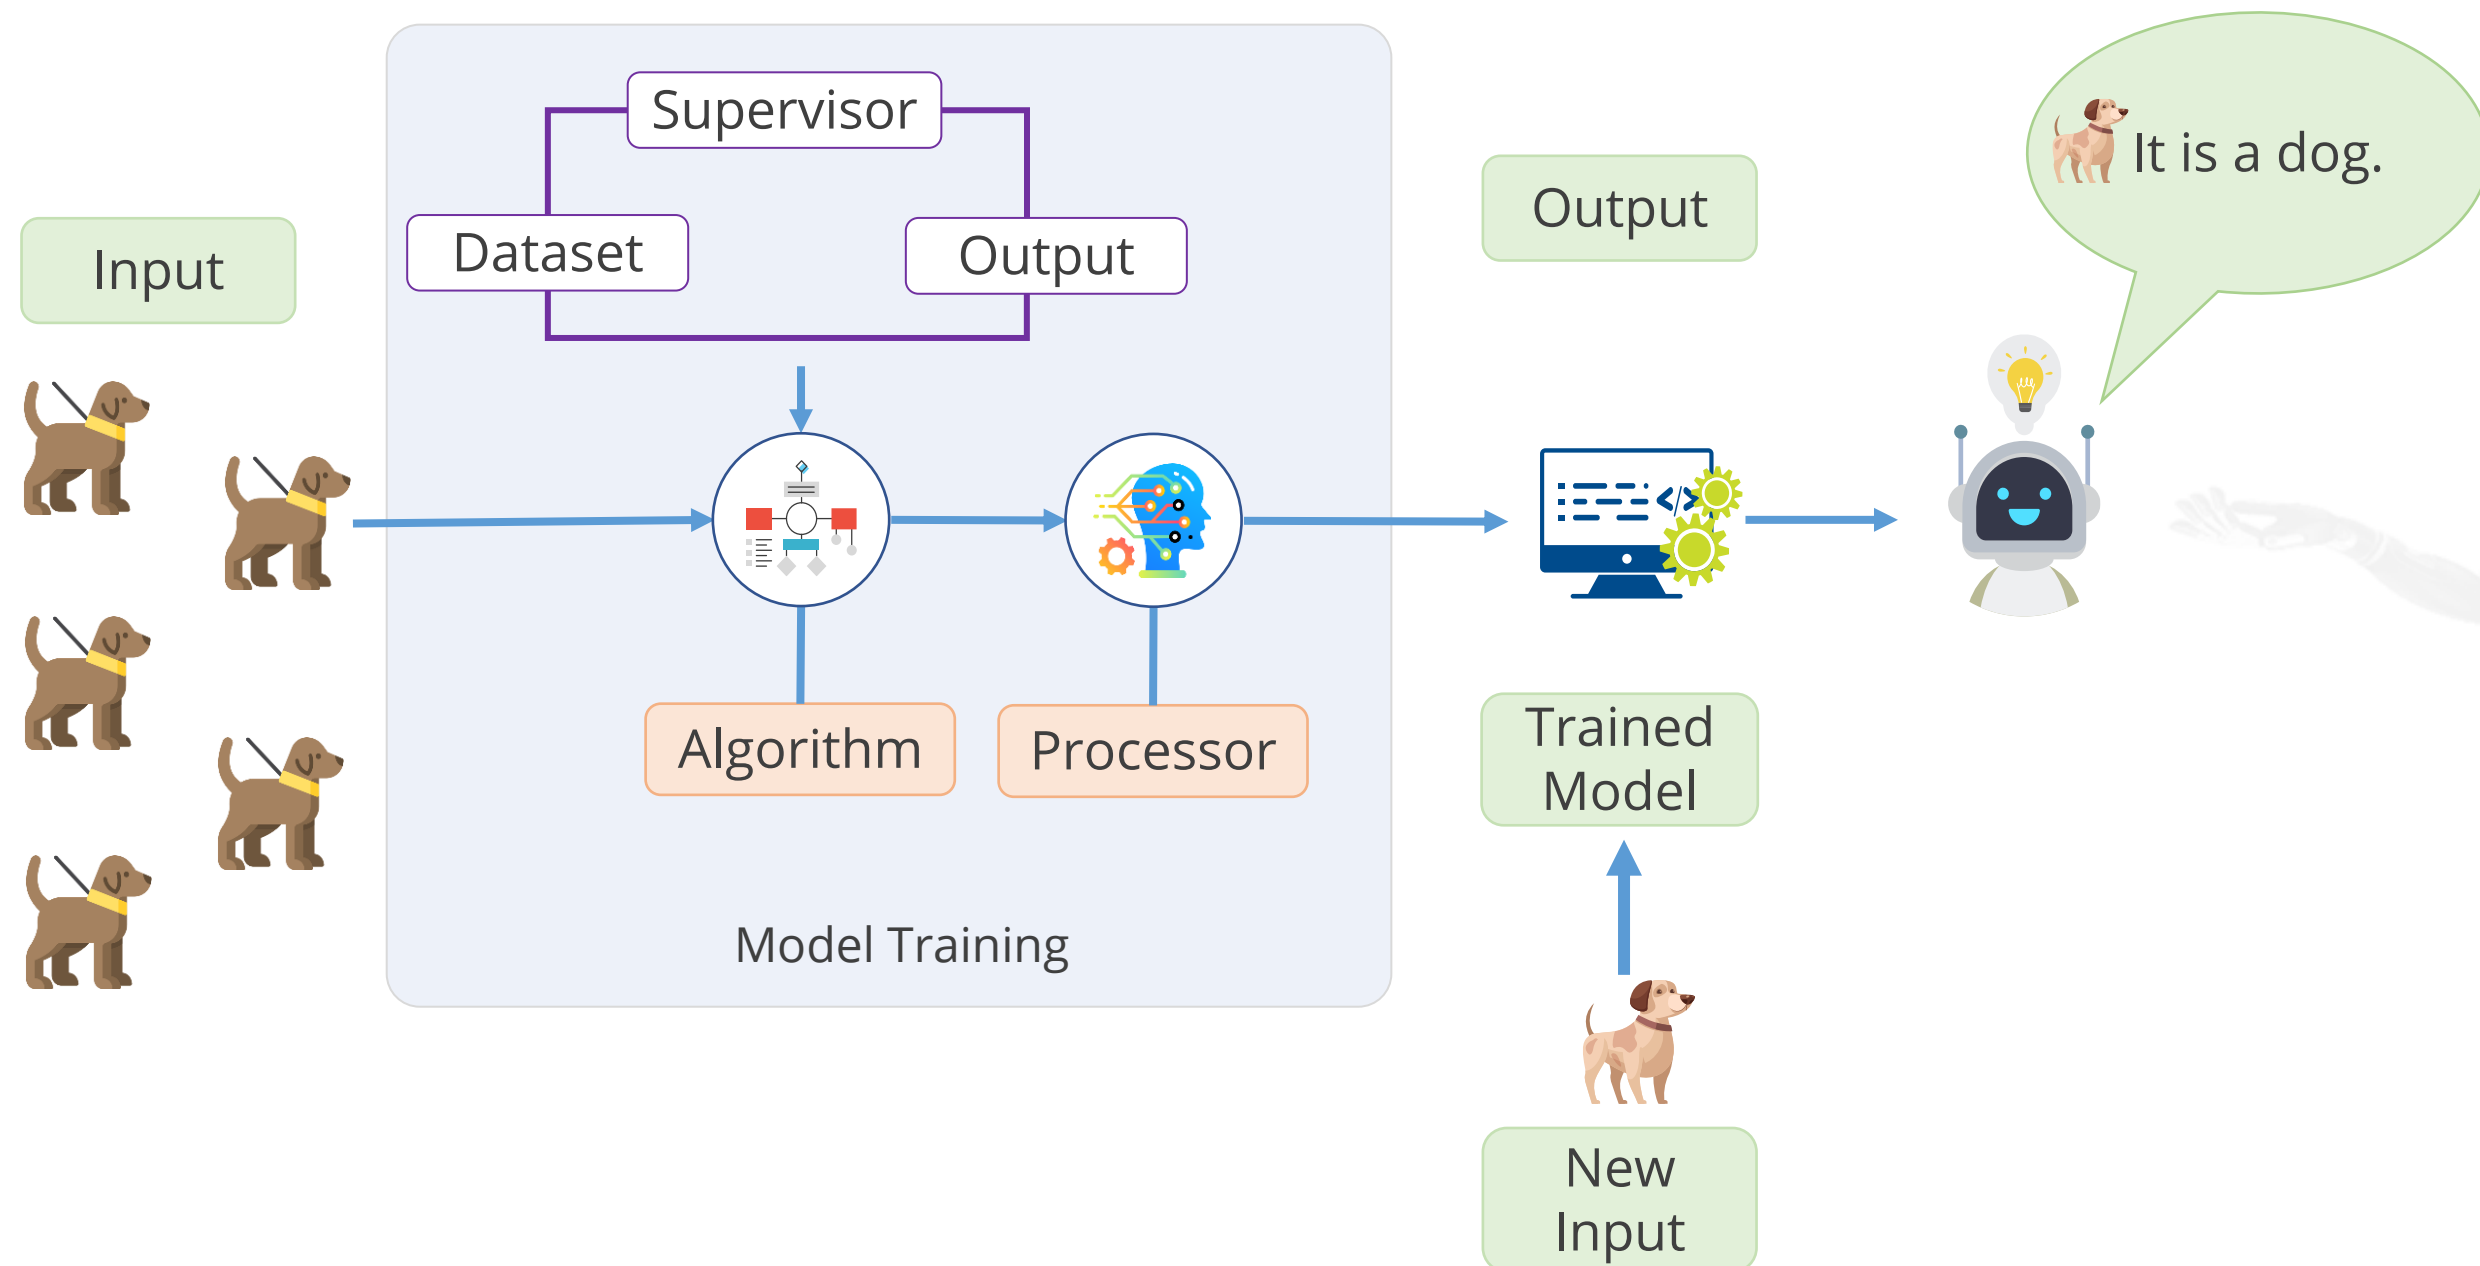 Input
Supervisor
Dataset
Output
Algorithm
Processor
Model Training
Output
Trained
Model
New
Input
It is a dog.